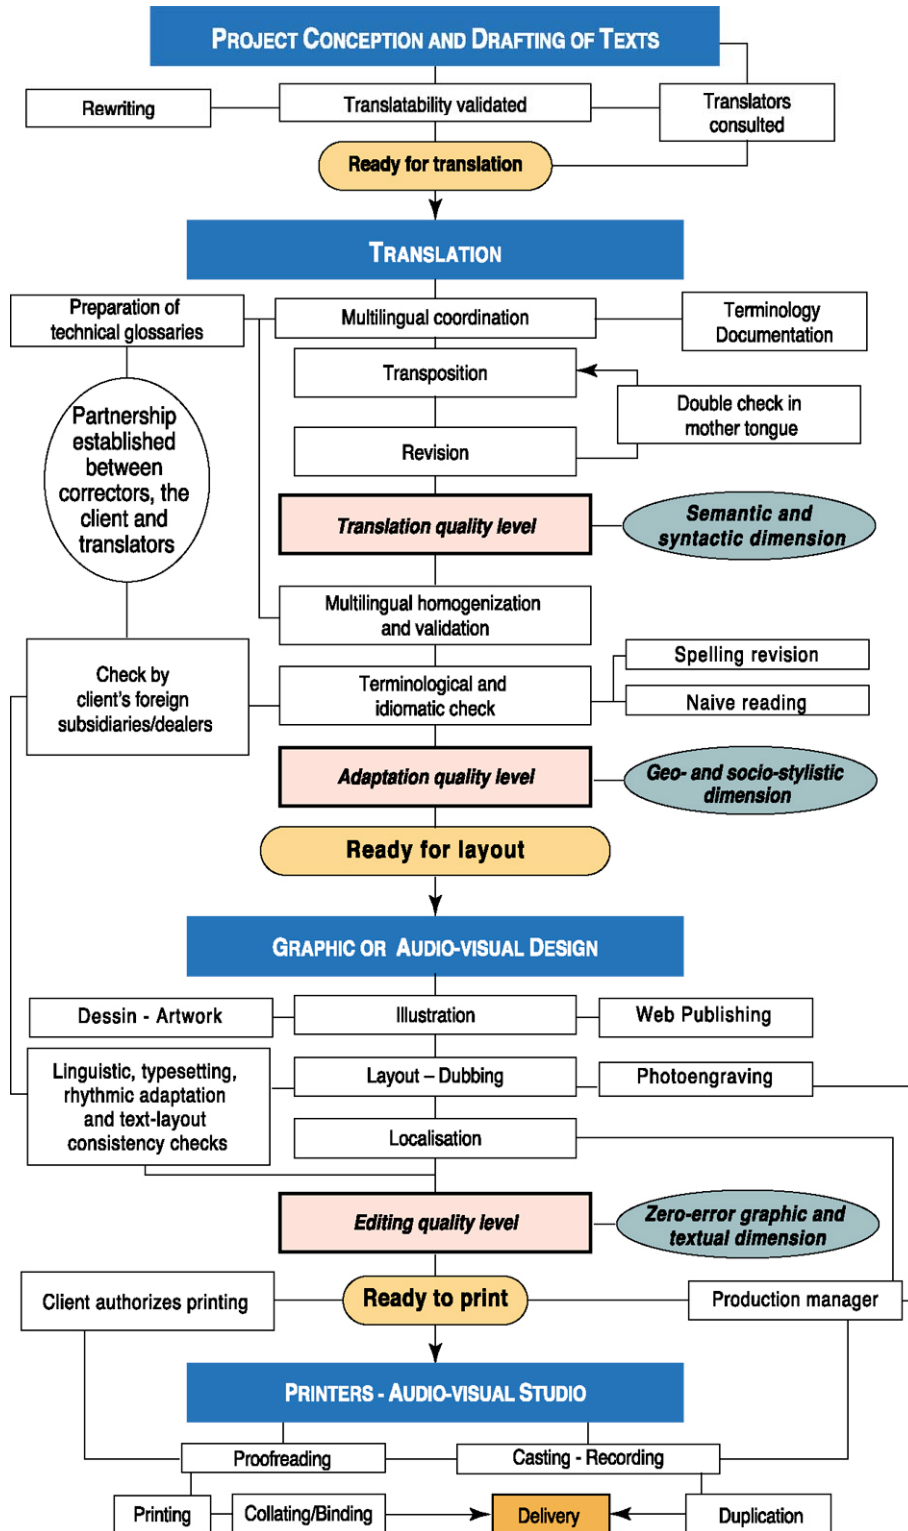 PROJECT CONCEPTION AND DRAFTING OF TEXTS
Rewriting
Translatability validated
Translators
consulted
Ready for translation
TRANSLATION
Preparation of
technical glossaries
Multilingual coordination
Terminology
Documentation
Transposition
Double check in
mother tongue
Partnership
established
between
correctors, the
client and
translators
Revision
Translation quality level
Semantic and
syntactic dimension
Multilingual homogenization
and validation
Check by
client's foreign
subsidiaries/dealers
Terminological and
idiomatic check
Spelling revision
Naive reading
Adaptation quality level
Geo- and socio-stylistic
dimension
Ready for layout
GRAPHIC OR AUDIO-VISUAL DESIGN
Dessin - Artwork
Illustration
Web Publishing
Linguistic, typesetting,
rhythmic adaptation
and text-layout
consistency checks
Layout – Dubbing
Photoengraving
Localisation
Editing quality level
Zero-error graphic and
textual dimension
Client authorizes printing
Ready to print
Production manager
PRINTERS - AUDIO-VISUAL STUDIO
Proofreading
Casting - Recording
Printing
Collating/Binding
Delivery
Duplication